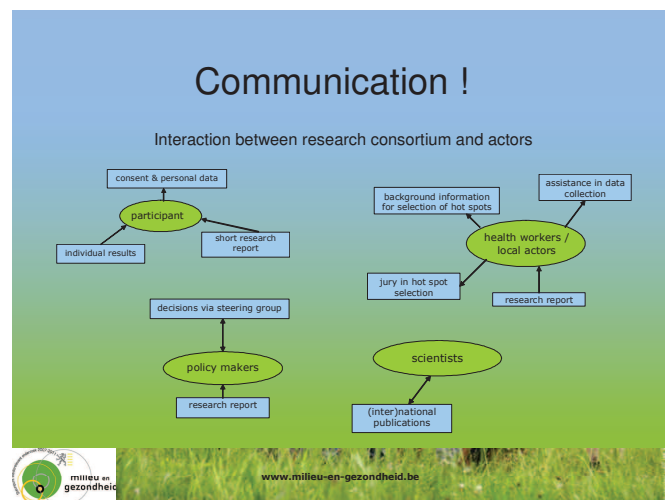 Communication !
Interaction between research consortium and actors
consent & personal data
participant
individual results
short research
report
background information
for selection of hot spots
assistance in data
collection
health workers /
local actors
jury in hot spot
selection
research report
decisions via steering group
policy makers
research report
scientists
(inter)national
publications
milieu en
gezondheid
www.milieu-en-gezondheid.be